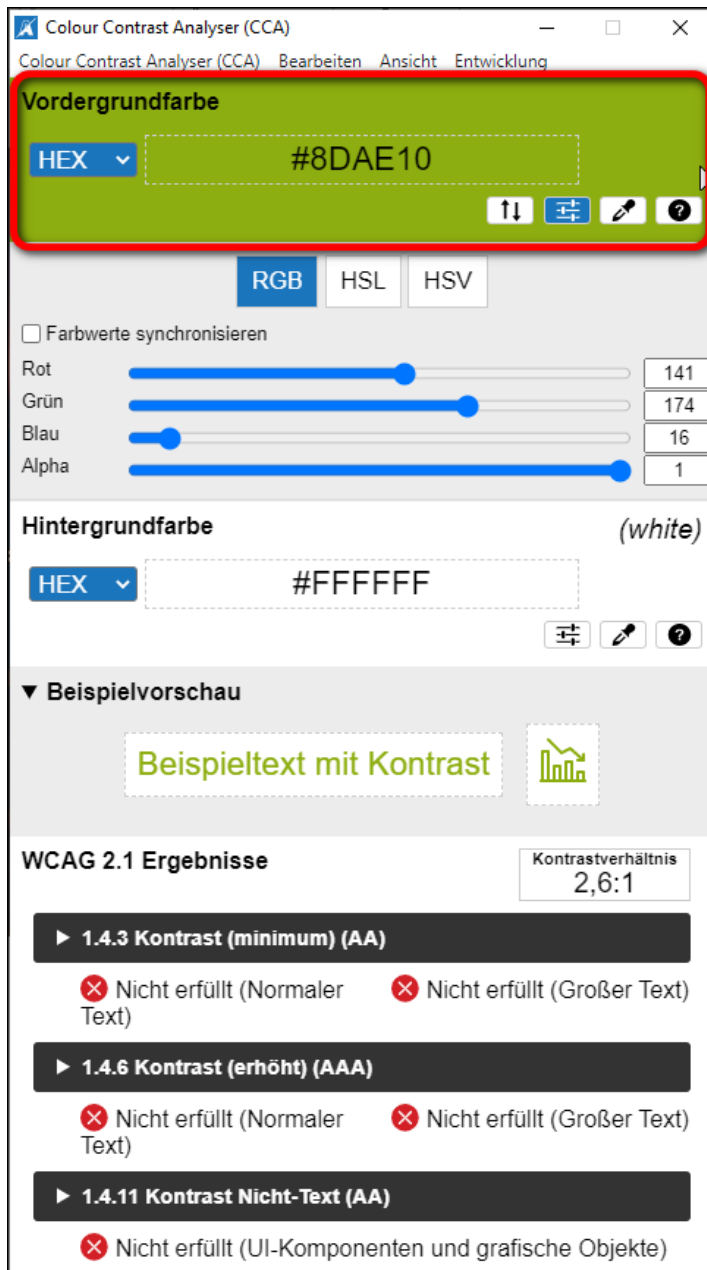 Colour Contrast Analyser (CCA)
Colour Contrast Analyser (CCA) Bearbeiten Ansicht Entwicklung
Vordergrundfarbe
HEX #8DAE10
RGB HSL HSV
Farbwerte synchronisieren
Rot 141
Grün 174
Blau 16
Alpha 1
Hintergrundfarbe (white)
HEX #FFFFFF
▼ Beispielvorschau
Beispieltext mit Kontrast
WCAG 2.1 Ergebnisse
Kontrastverhältnis
2,6:1
▶ 1.4.3 Kontrast (minimum) (AA)
Nicht erfüllt (Normaler
Text)
Nicht erfüllt (Großer Text)
▶ 1.4.6 Kontrast (erhöht) (AAA)
Nicht erfüllt (Normaler
Text)
Nicht erfüllt (Großer Text)
▶ 1.4.11 Kontrast Nicht-Text (AA)
Nicht erfüllt (UI-Komponenten und grafische Objekte)